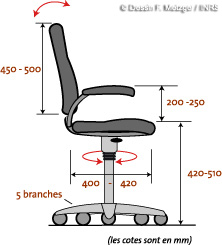 © Dessin F. Metzger / INRS
450 - 500
200 -250
420-510
400 - 420
5 branches
(les cotes sont en mm)